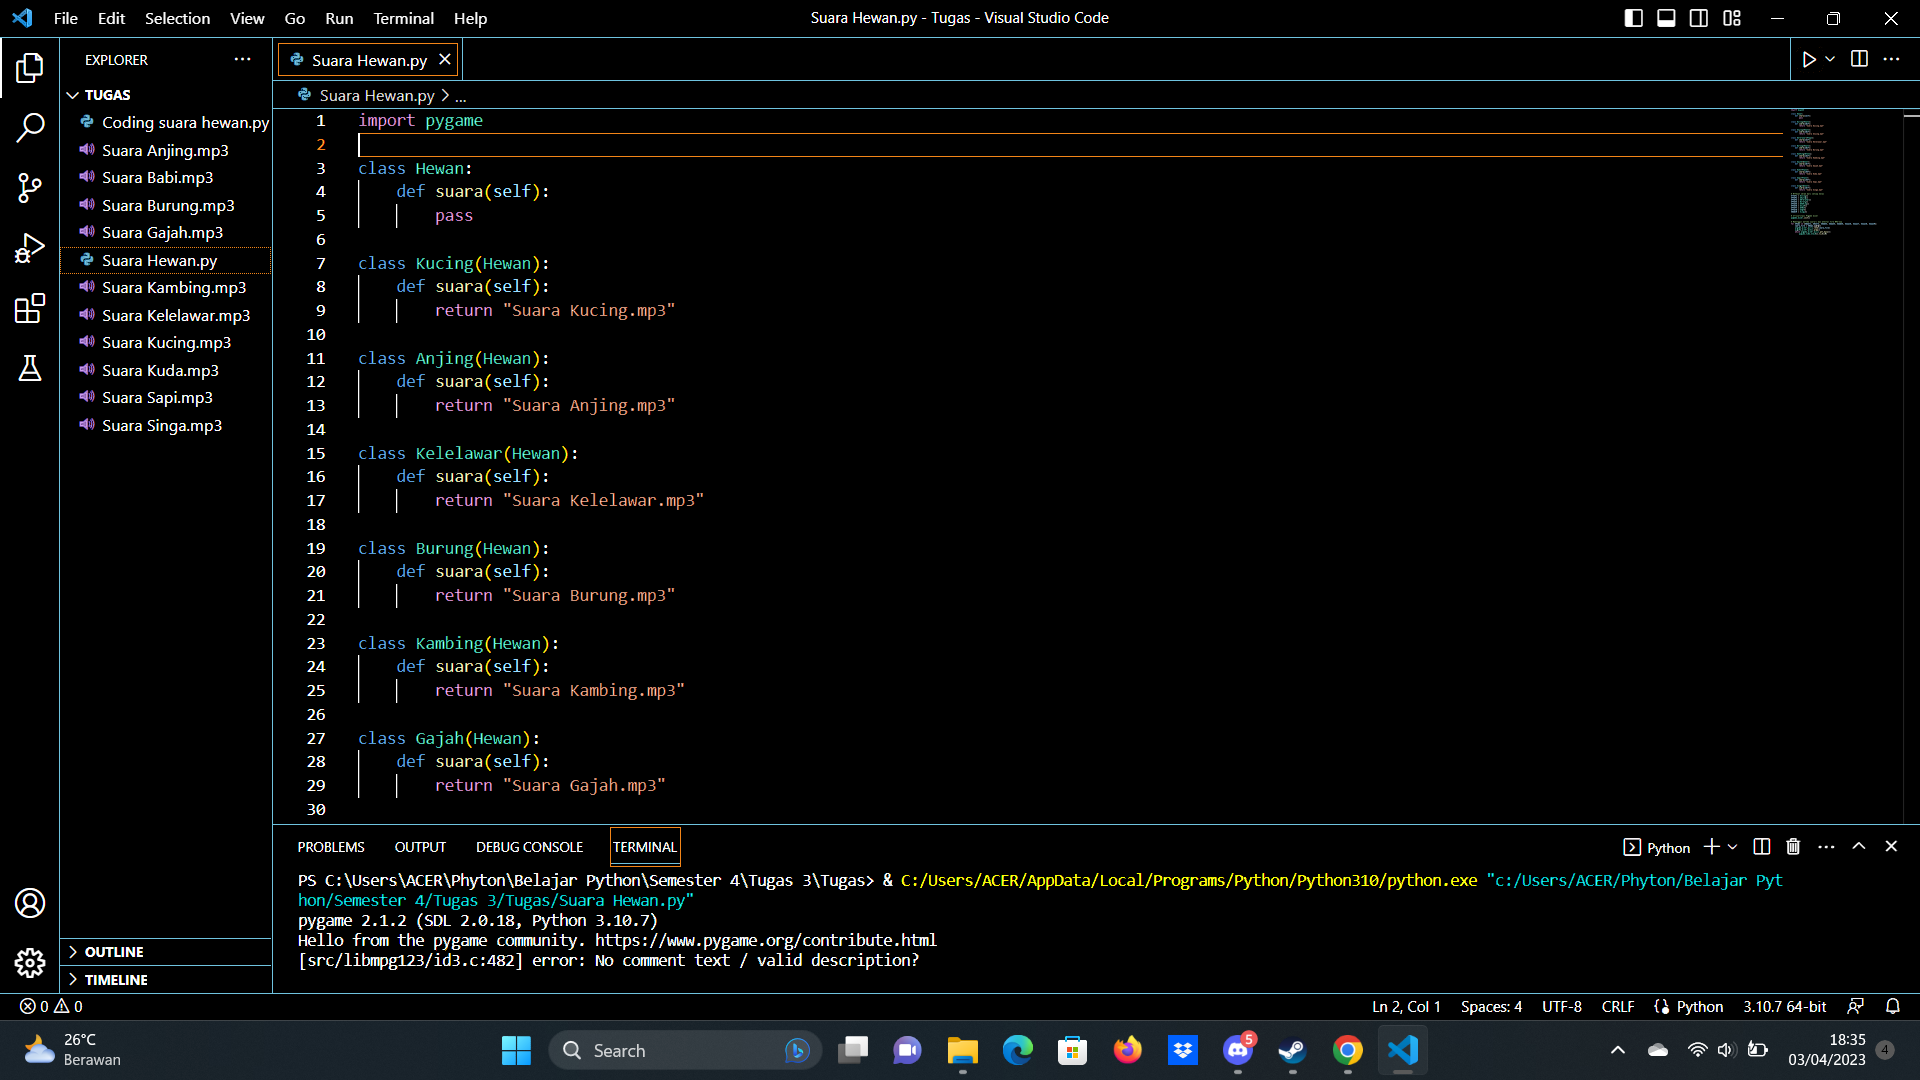 File Edit Selection View Go Run Terminal Help
Suara Hewan.py - Tugas - Visual Studio Code
EXPLORER
TUGAS
Coding suara hewan.py
Suara Anjing.mp3
Suara Babi.mp3
Suara Burung.mp3
Suara Gajah.mp3
Suara Hewan.py
Suara Kambing.mp3
Suara Kelelawar.mp3
Suara Kucing.mp3
Suara Kuda.mp3
Suara Sapi.mp3
Suara Singa.mp3
OUTLINE
TIMELINE
Suara Hewan.py
Suara Hewan.py > ...
1 import pygame
2
3 class Hewan:
4 def suara(self):
5 pass
6
7 class Kucing(Hewan):
8 def suara(self):
9 return "Suara Kucing.mp3"
10
11 class Anjing(Hewan):
12 def suara(self):
13 return "Suara Anjing.mp3"
14
15 class Kelelawar(Hewan):
16 def suara(self):
17 return "Suara Kelelawar.mp3"
18
19 class Burung(Hewan):
20 def suara(self):
21 return "Suara Burung.mp3"
22
23 class Kambing(Hewan):
24 def suara(self):
25 return "Suara Kambing.mp3"
26
27 class Gajah(Hewan):
28 def suara(self):
29 return "Suara Gajah.mp3"
30
PROBLEMS OUTPUT DEBUG CONSOLE TERMINAL
Python
PS C:\Users\ACER\Phyton\Belajar Python\Semester 4\Tugas 3\Tugas> & C:/Users/ACER/AppData/Local/Programs/Python/Python310/python.exe "c:/Users/ACER/Phyton/Belajar Pyt
hon/Semester 4/Tugas 3/Tugas/Suara Hewan.py"
pygame 2.1.2 (SDL 2.0.18, Python 3.10.7)
Hello from the pygame community. https://www.pygame.org/contribute.html
[src/libmpg123/id3.c:482] error: No comment text / valid description?
0 0
Ln 2, Col 1 Spaces: 4 UTF-8 CRLF Python 3.10.7 64-bit
26°C
Berawan
Search
5
18:35
03/04/2023
4